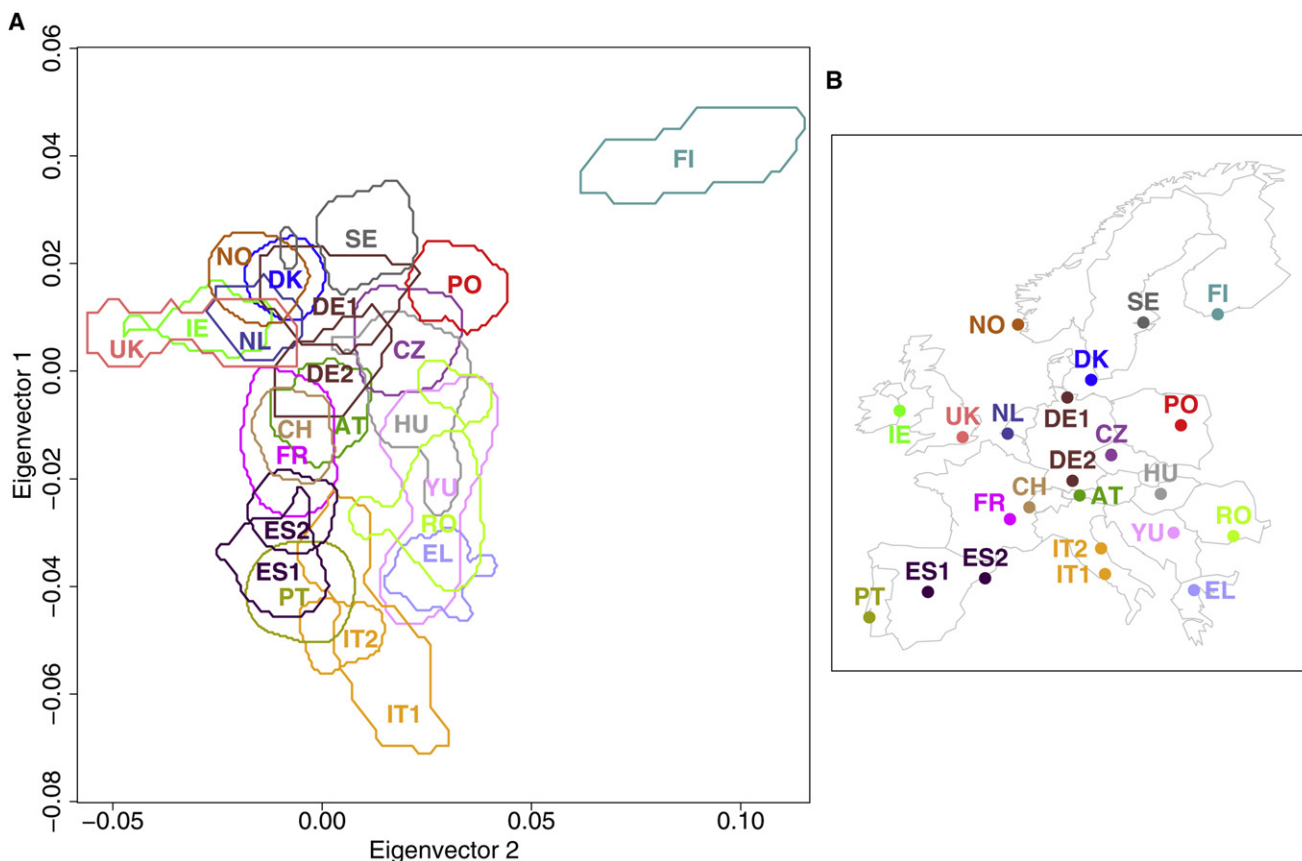 A
0.06
0.04
0.02
0.00
−0.02
−0.04
−0.06
−0.08
Eigenvector 1
FI
SE
NO
DK
PO
DE1
IE
NL
UK
CZ
DE2
AT
HU
CH
FR
YU
RO
ES2
EL
ES1
PT
IT2
IT1
−0.05 0.00 0.05 0.10
Eigenvector 2
B
SE
FI
NO
DK
PO
DE1
NL
UK
IE
CZ
DE2
HU
CH
AT
FR
RO
YU
IT2
ES2
ES1
IT1
EL
PT